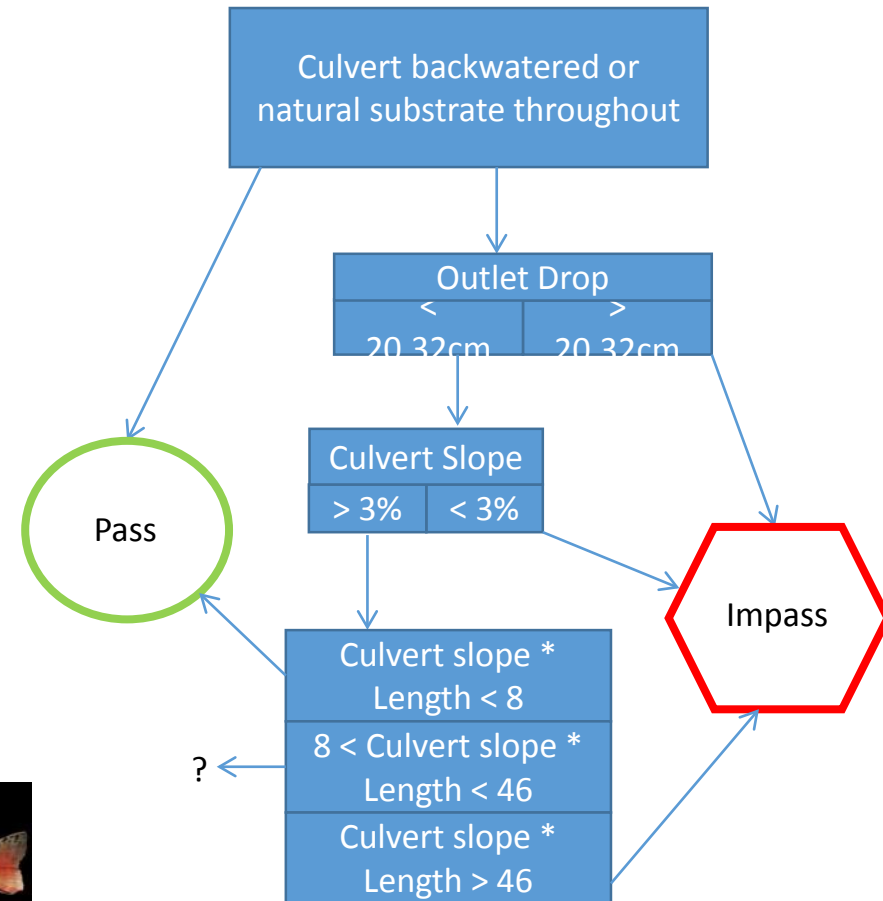 Culvert backwatered or
natural substrate throughout
Outlet Drop
<
20.32cm
>
20.32cm
Culvert Slope
> 3%
< 3%
Pass
Impass
Culvert slope *
Length < 8
8 < Culvert slope *
Length < 46
?
Culvert slope *
Length > 46